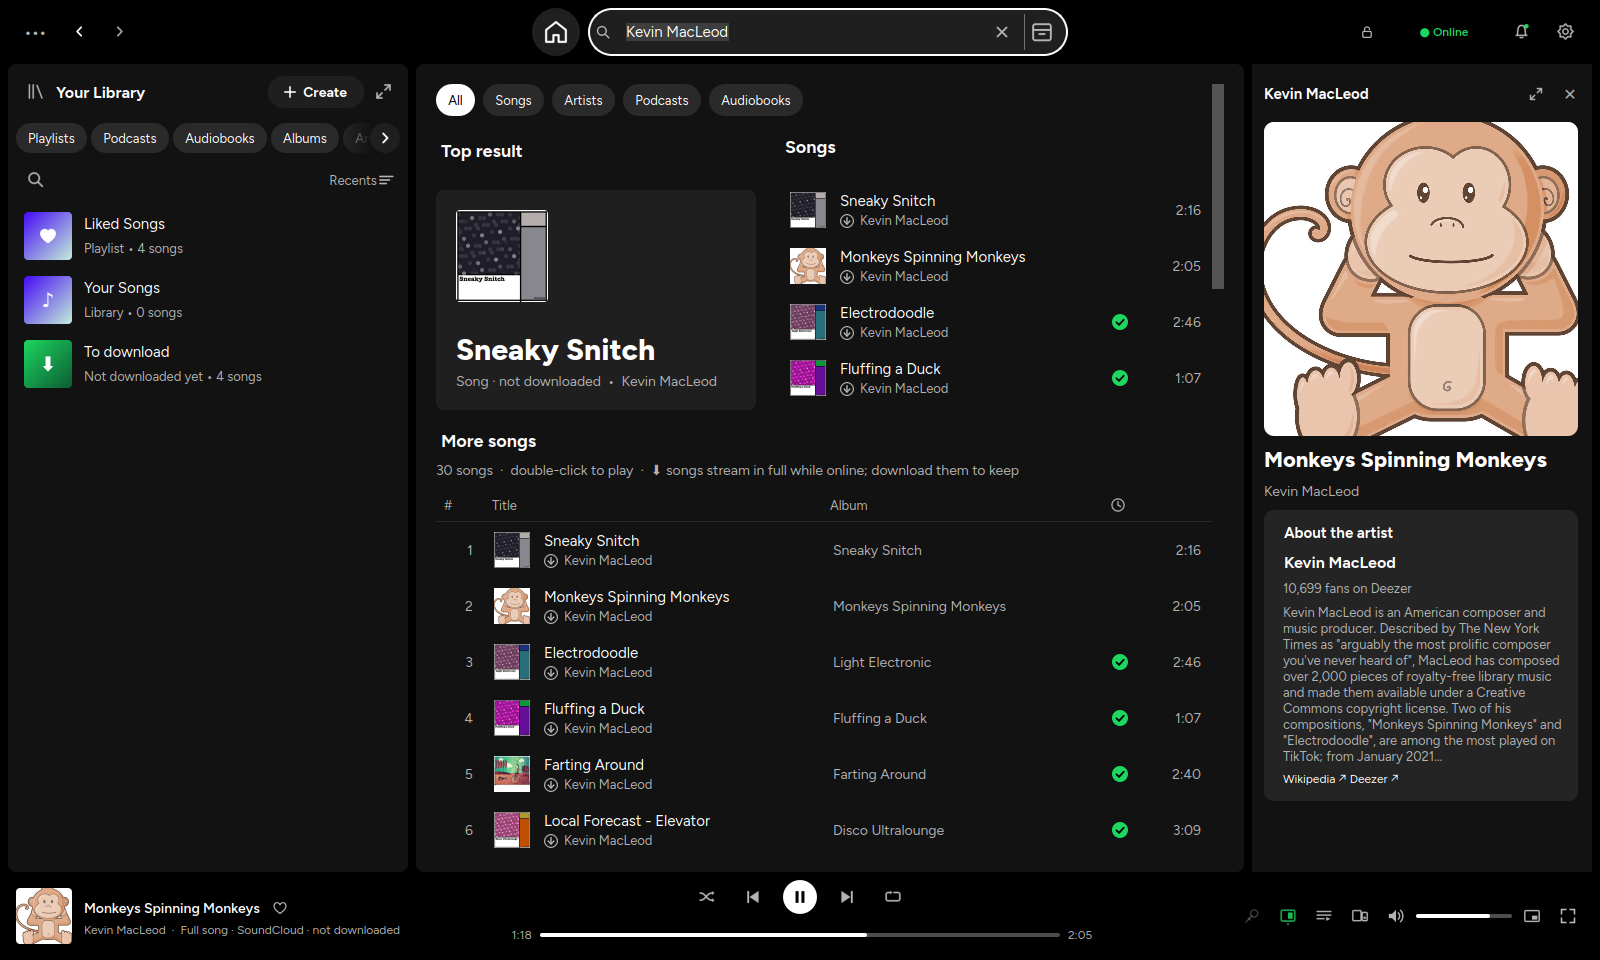 Kevin MacLeod
Online
Your Library
Create
Playlists
Podcasts
Audiobooks
Albums
Recents
Liked Songs
Playlist • 4 songs
Your Songs
Library • 0 songs
To download
Not downloaded yet • 4 songs
All
Songs
Artists
Podcasts
Audiobooks
Top result
Sneaky Snitch
Sneaky Snitch
Song · not downloaded • Kevin MacLeod
Songs
Sneaky Snitch
Kevin MacLeod
2:16
Monkeys Spinning Monkeys
Kevin MacLeod
2:05
Electrodoodle
Kevin MacLeod
2:46
Fluffing a Duck
Kevin MacLeod
1:07
More songs
30 songs · double-click to play · ⬇ songs stream in full while online; download them to keep
# Title Album
1 Sneaky Snitch Sneaky Snitch 2:16
Kevin MacLeod
2 Monkeys Spinning Monkeys Monkeys Spinning Monkeys 2:05
Kevin MacLeod
3 Electrodoodle Light Electronic 2:46
Kevin MacLeod
4 Fluffing a Duck Fluffing a Duck 1:07
Kevin MacLeod
5 Farting Around Farting Around 2:40
Kevin MacLeod
6 Local Forecast - Elevator Disco Ultralounge 3:09
Kevin MacLeod
Kevin MacLeod
G
Monkeys Spinning Monkeys
Kevin MacLeod
About the artist
Kevin MacLeod
10,699 fans on Deezer
Kevin MacLeod is an American composer and
music producer. Described by The New York
Times as "arguably the most prolific composer
you've never heard of", MacLeod has composed
over 2,000 pieces of royalty-free library music
and made them available under a Creative
Commons copyright license. Two of his
compositions, "Monkeys Spinning Monkeys" and
"Electrodoodle", are among the most played on
TikTok; from January 2021...
Wikipedia ↗ Deezer ↗
Monkeys Spinning Monkeys
Kevin MacLeod · Full song · SoundCloud · not downloaded
1:18
2:05